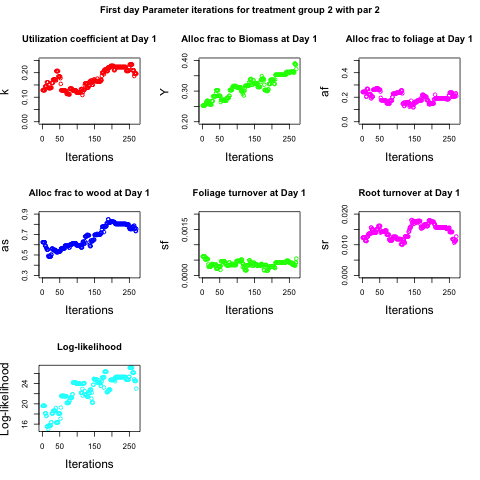 First day Parameter iterations for treatment group 2 with par 2
Utilization coefficient at Day 1
k
0.00 0.10 0.20
0 50 150 250
Iterations
Alloc frac to Biomass at Day 1
Y
0.20 0.30 0.40
0 50 150 250
Iterations
Alloc frac to foliage at Day 1
af
0.0 0.2 0.4
0 50 150 250
Iterations
Alloc frac to wood at Day 1
as
0.3 0.5 0.7 0.9
0 50 150 250
Iterations
Foliage turnover at Day 1
sf
0.0000 0.0015
0 50 150 250
Iterations
Root turnover at Day 1
sr
0.000 0.010 0.020
0 50 150 250
Iterations
Log-likelihood
Log-likelihood
16 20 24
0 50 150 250
Iterations